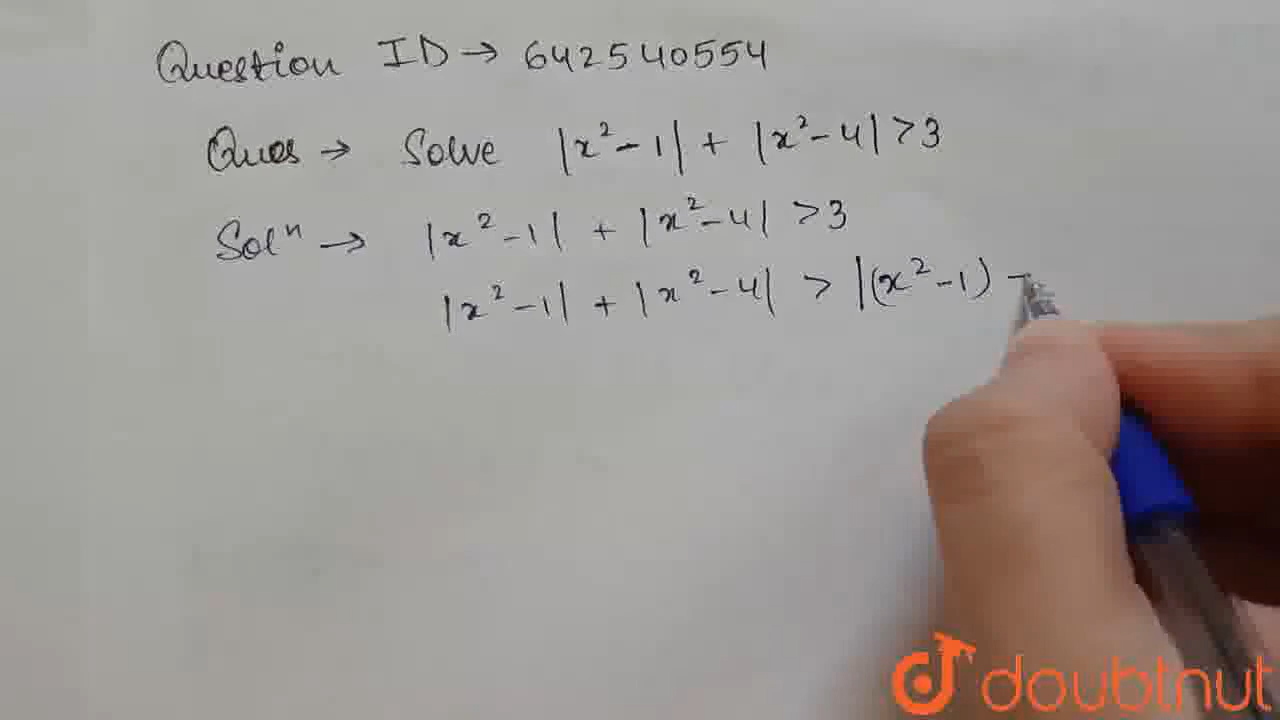 Question ID → 642540554
Ques → Solve |x² - 1| + |x² - 4| > 3
Solⁿ → |x² - 1| + |x² - 4| > 3
|x² - 1| + |x² - 4| > |(x² - 1) -
doubtnut